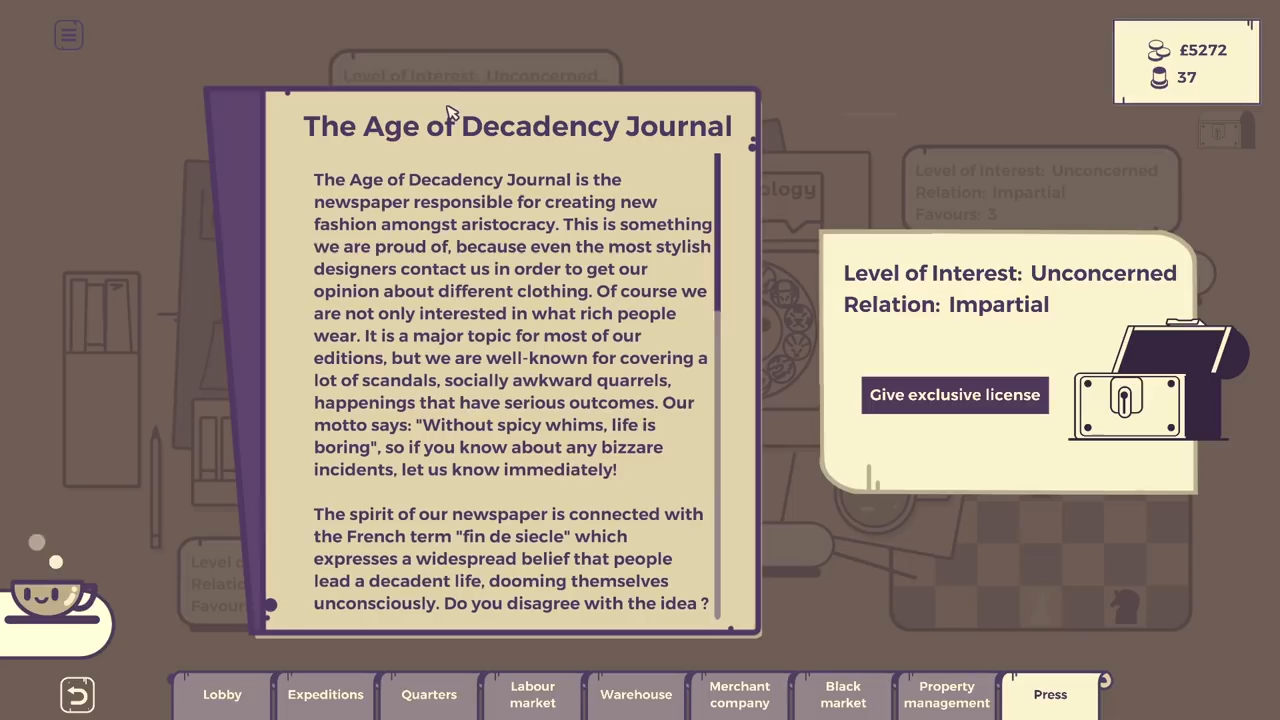 £5272
37
Level of Interest: Unconcerned
The Age of Decadency Journal
The Age of Decadency Journal is the
newspaper responsible for creating new
fashion amongst aristocracy. This is something
we are proud of, because even the most stylish
designers contact us in order to get our
opinion about different clothing. Of course we
are not only interested in what rich people
wear. It is a major topic for most of our
editions, but we are well-known for covering a
lot of scandals, socially awkward quarrels,
happenings that have serious outcomes. Our
motto says: "Without spicy whims, life is
boring", so if you know about any bizzare
incidents, let us know immediately!
The spirit of our newspaper is connected with
the French term "fin de siecle" which
expresses a widespread belief that people
lead a decadent life, dooming themselves
unconsciously. Do you disagree with the idea ?
Level of Interest: Unconcerned
Relation: Impartial
Favours: 3
Level of Interest: Unconcerned
Relation: Impartial
Give exclusive license
Lobby
Expeditions
Quarters
Labour
market
Warehouse
Merchant
company
Black
market
Property
management
Press